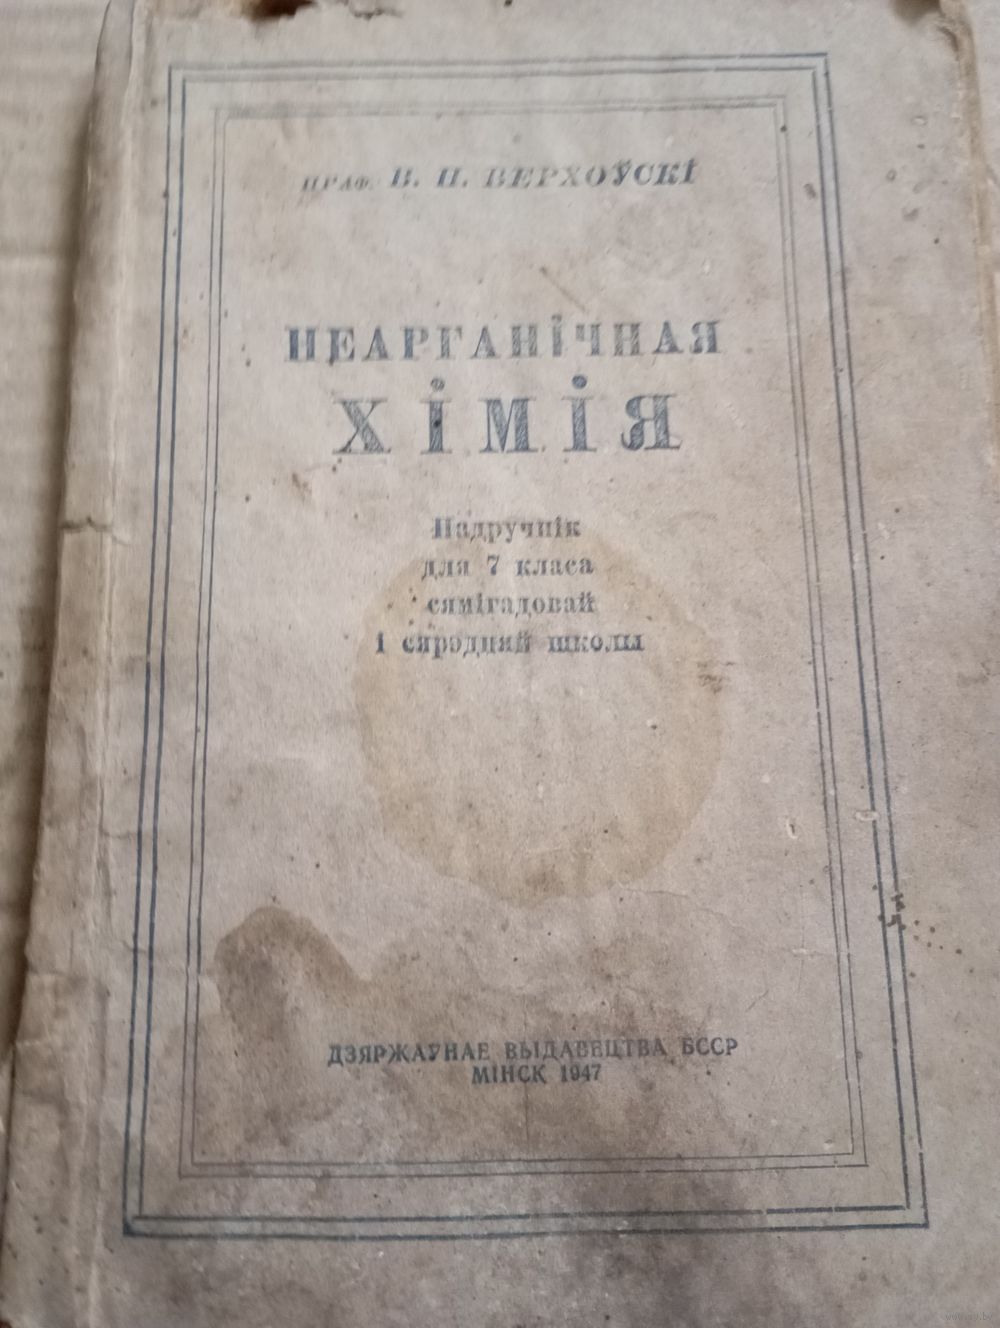 ПРАФ. В. Н. ВЕРХОЎСКІ
НЕАРГАНІЧНАЯ
ХІМІЯ
Падручнік
для 7 класа
сямігадовай
і сярэдняй школы
ДЗЯРЖАЎНАЕ ВЫДАВЕЦТВА БССР
МІНСК 1947